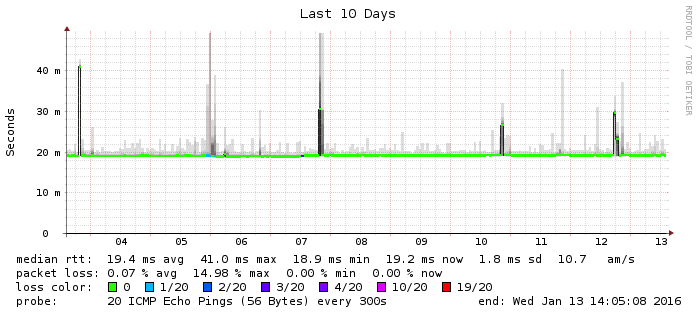 Last 10 Days
RRDTOOL / TOBI OETIKER
Seconds
40 m
30 m
20 m
10 m
0
04 05 06 07 08 09 10 11 12 13
median rtt: 19.4 ms avg 41.0 ms max 18.9 ms min 19.2 ms now 1.8 ms sd 10.7 am/s
packet loss: 0.07 % avg 14.98 % max 0.00 % min 0.00 % now
loss color: 0 1/20 2/20 3/20 4/20 10/20 19/20
probe: 20 ICMP Echo Pings (56 Bytes) every 300s end: Wed Jan 13 14:05:08 2016